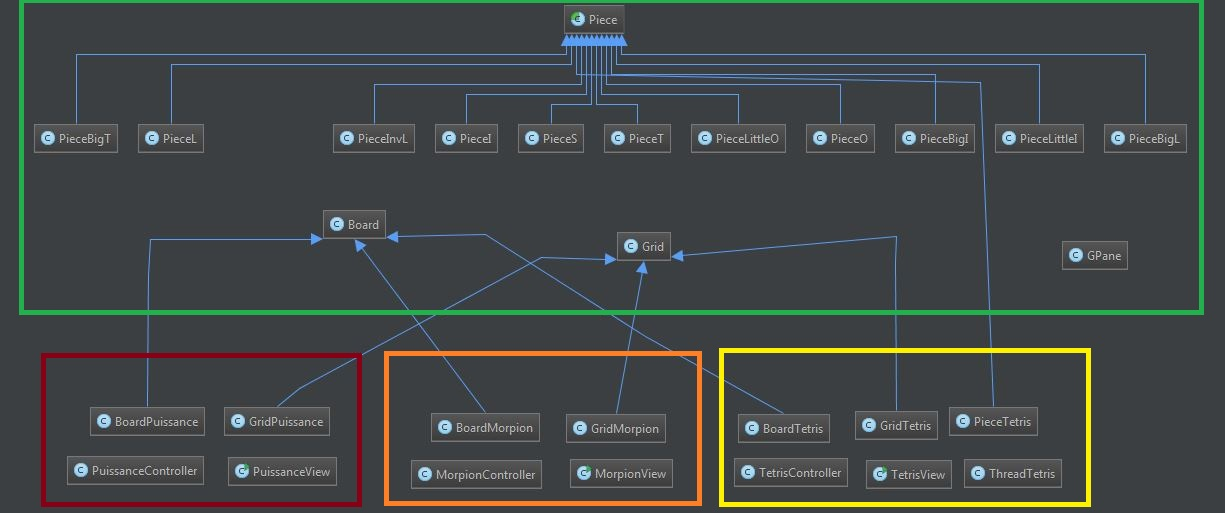 C Piece
C PieceBigT
C PieceL
C PieceInvL
C PieceI
C PieceS
C PieceT
C PieceLittleO
C PieceO
C PieceBigI
C PieceLittleI
C PieceBigL
C Board
C Grid
C GPane
C BoardPuissance
C GridPuissance
C PuissanceController
C PuissanceView
C BoardMorpion
C GridMorpion
C MorpionController
C MorpionView
C BoardTetris
C GridTetris
C PieceTetris
C TetrisController
C TetrisView
C ThreadTetris